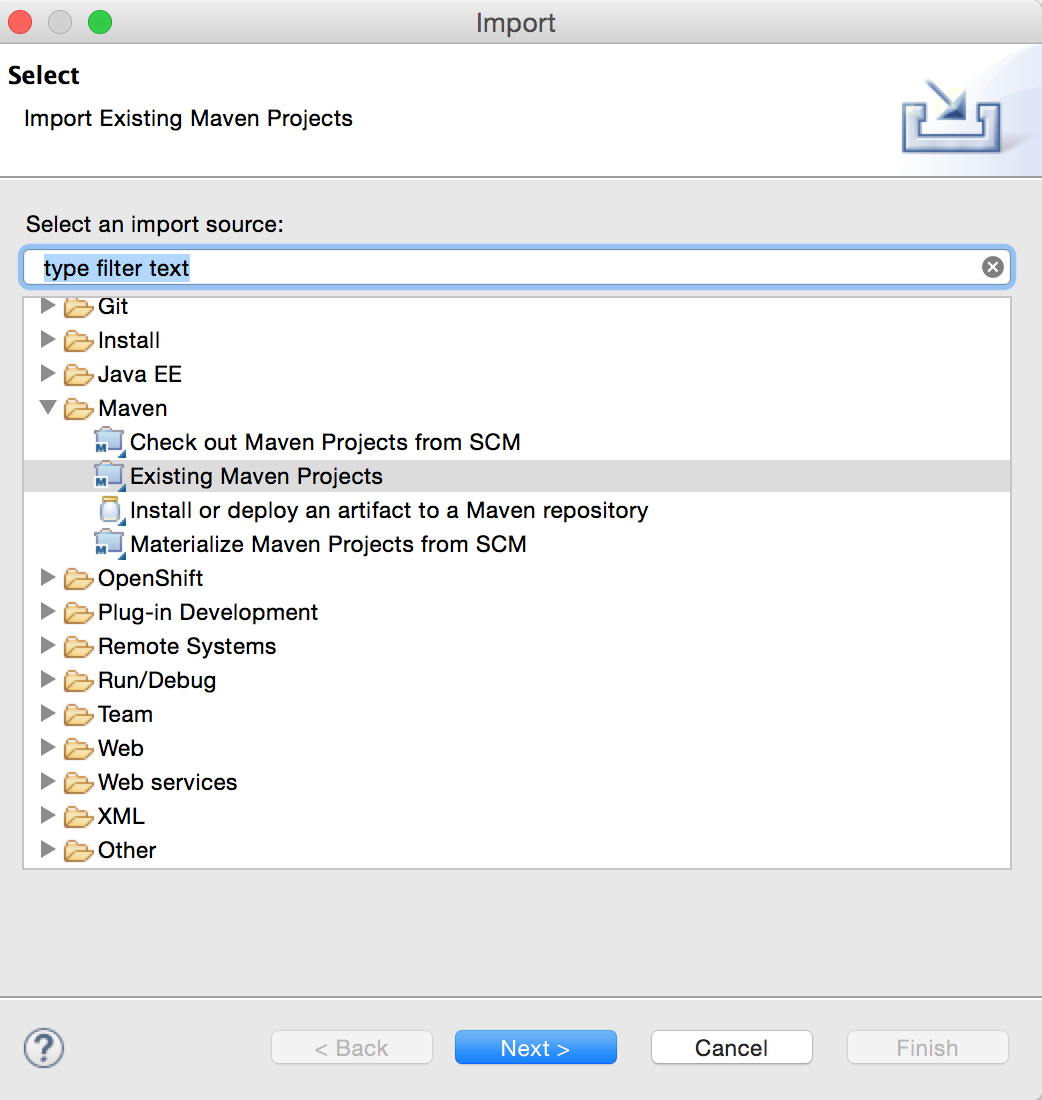 Import
Select
Import Existing Maven Projects
Select an import source:
type filter text
Git
Install
Java EE
Maven
Check out Maven Projects from SCM
Existing Maven Projects
Install or deploy an artifact to a Maven repository
Materialize Maven Projects from SCM
OpenShift
Plug-in Development
Remote Systems
Run/Debug
Team
Web
Web services
XML
Other
? < Back Next > Cancel Finish